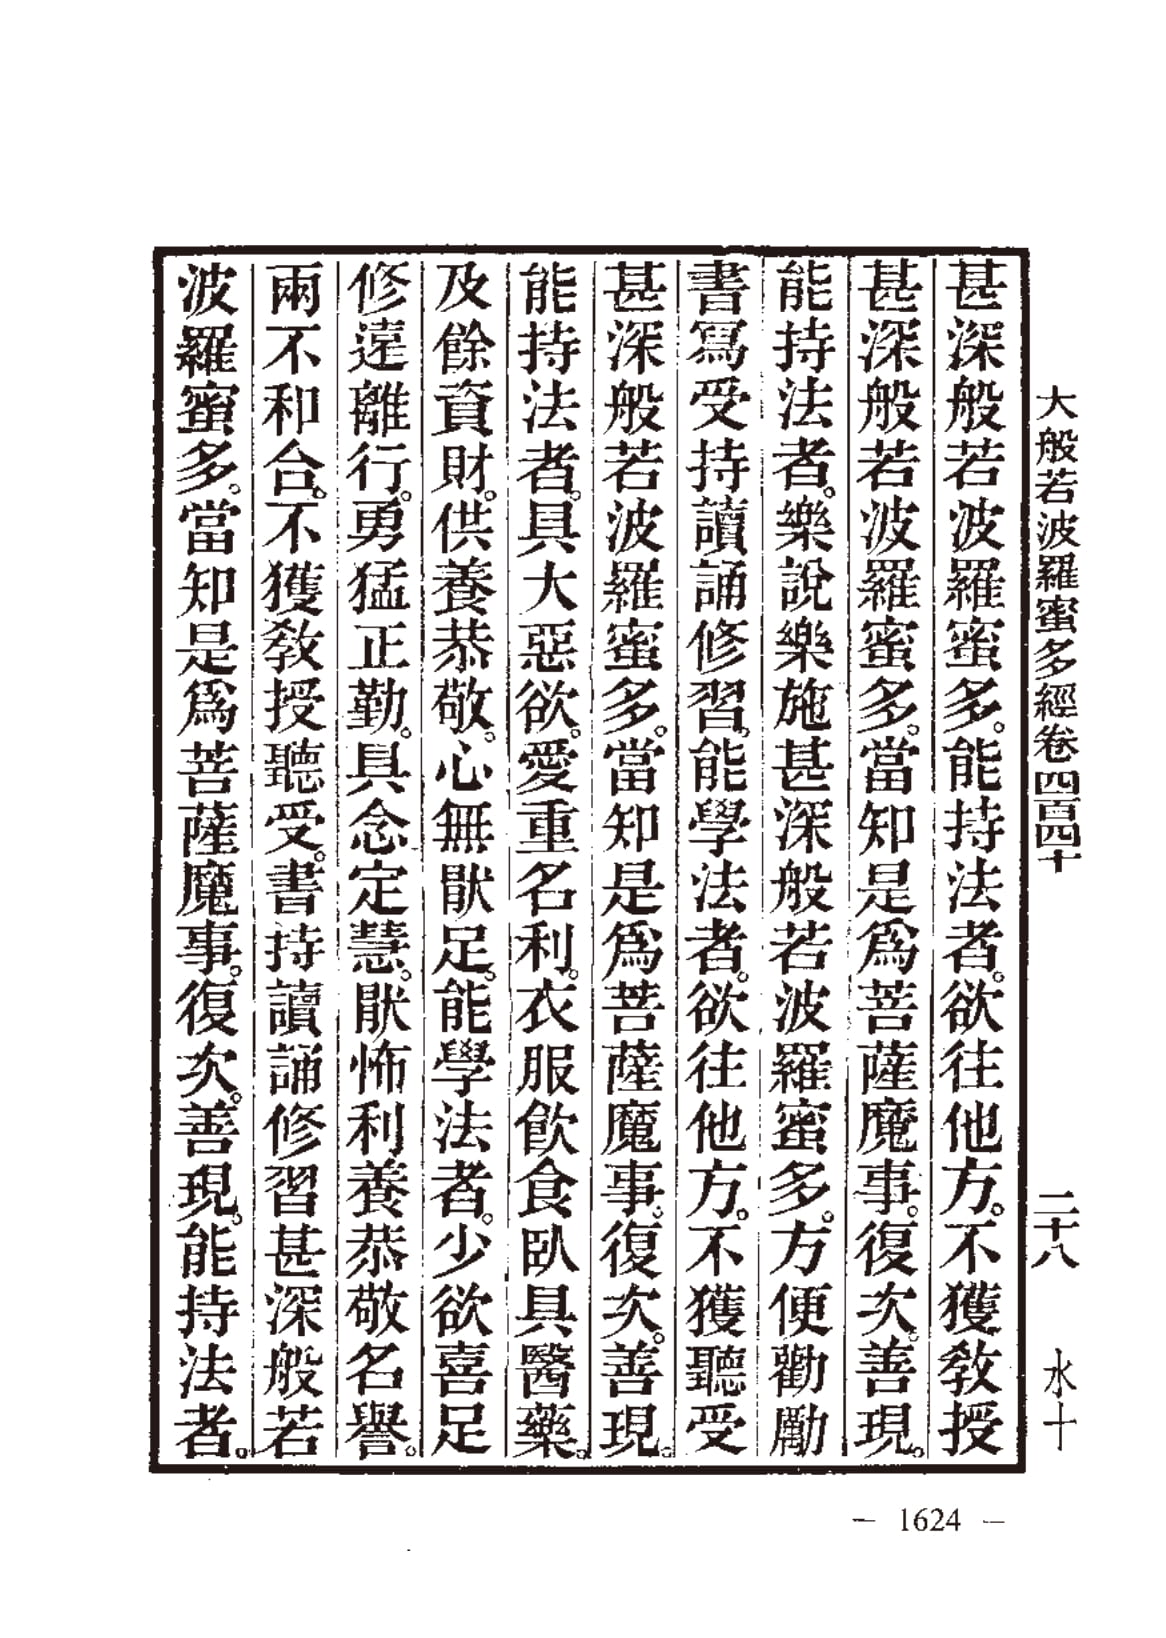 大般若波羅蜜多經卷四百四十　二十八　水十
甚深般若波羅蜜多。能持法者。欲往他方。不獲敎授
甚深般若波羅蜜多。當知是爲菩薩魔事。復次。善現。
能持法者。樂說樂施甚深般若波羅蜜多。方便勸勵
書寫受持讀誦修習。能學法者。欲往他方。不獲聽受
甚深般若波羅蜜多。當知是爲菩薩魔事。復次。善現。
能持法者。具大惡欲。愛重名利。衣服飮食臥具醫藥。
及餘資財。供養恭敬。心無猒足。能學法者。少欲喜足
修遠離行。勇猛正勤。具念定慧。猒怖利養恭敬名譽。
兩不和合。不獲敎授聽受。書持讀誦修習甚深般若
波羅蜜多。當知是爲菩薩魔事。復次。善現。能持法者。
— 1624 —